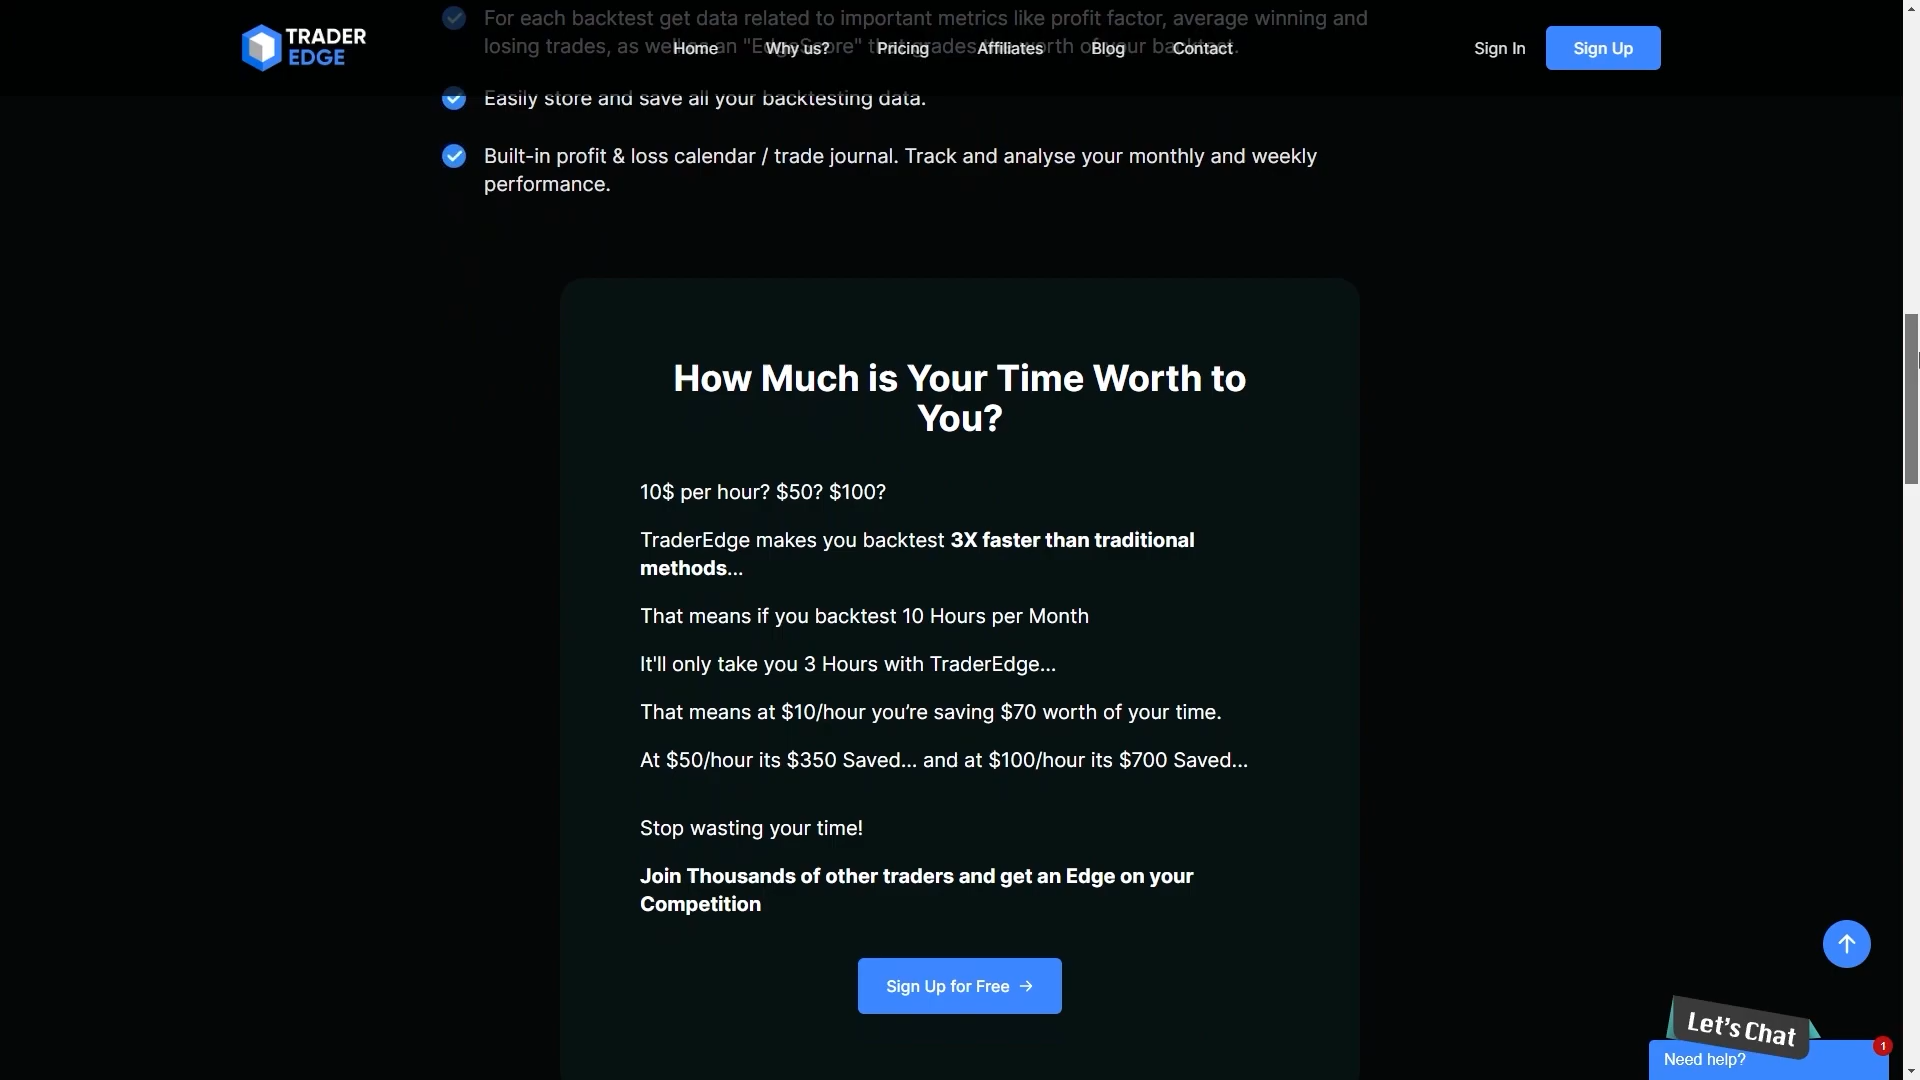 For each backtest get data related to important metrics like profit factor, average winning and
losing trades, as well as an "EdgeScore" that grades the worth of your backtest.
TRADER
EDGE
Home
Why us?
Pricing
Affiliates
Blog
Contact
Sign In
Sign Up
Easily store and save all your backtesting data.
Built-in profit & loss calendar / trade journal. Track and analyse your monthly and weekly
performance.
How Much is Your Time Worth to
You?
10$ per hour? $50? $100?
TraderEdge makes you backtest 3X faster than traditional
methods...
That means if you backtest 10 Hours per Month
It'll only take you 3 Hours with TraderEdge...
That means at $10/hour you’re saving $70 worth of your time.
At $50/hour its $350 Saved... and at $100/hour its $700 Saved...
Stop wasting your time!
Join Thousands of other traders and get an Edge on your
Competition
Sign Up for Free →
Let's Chat
Need help?
1